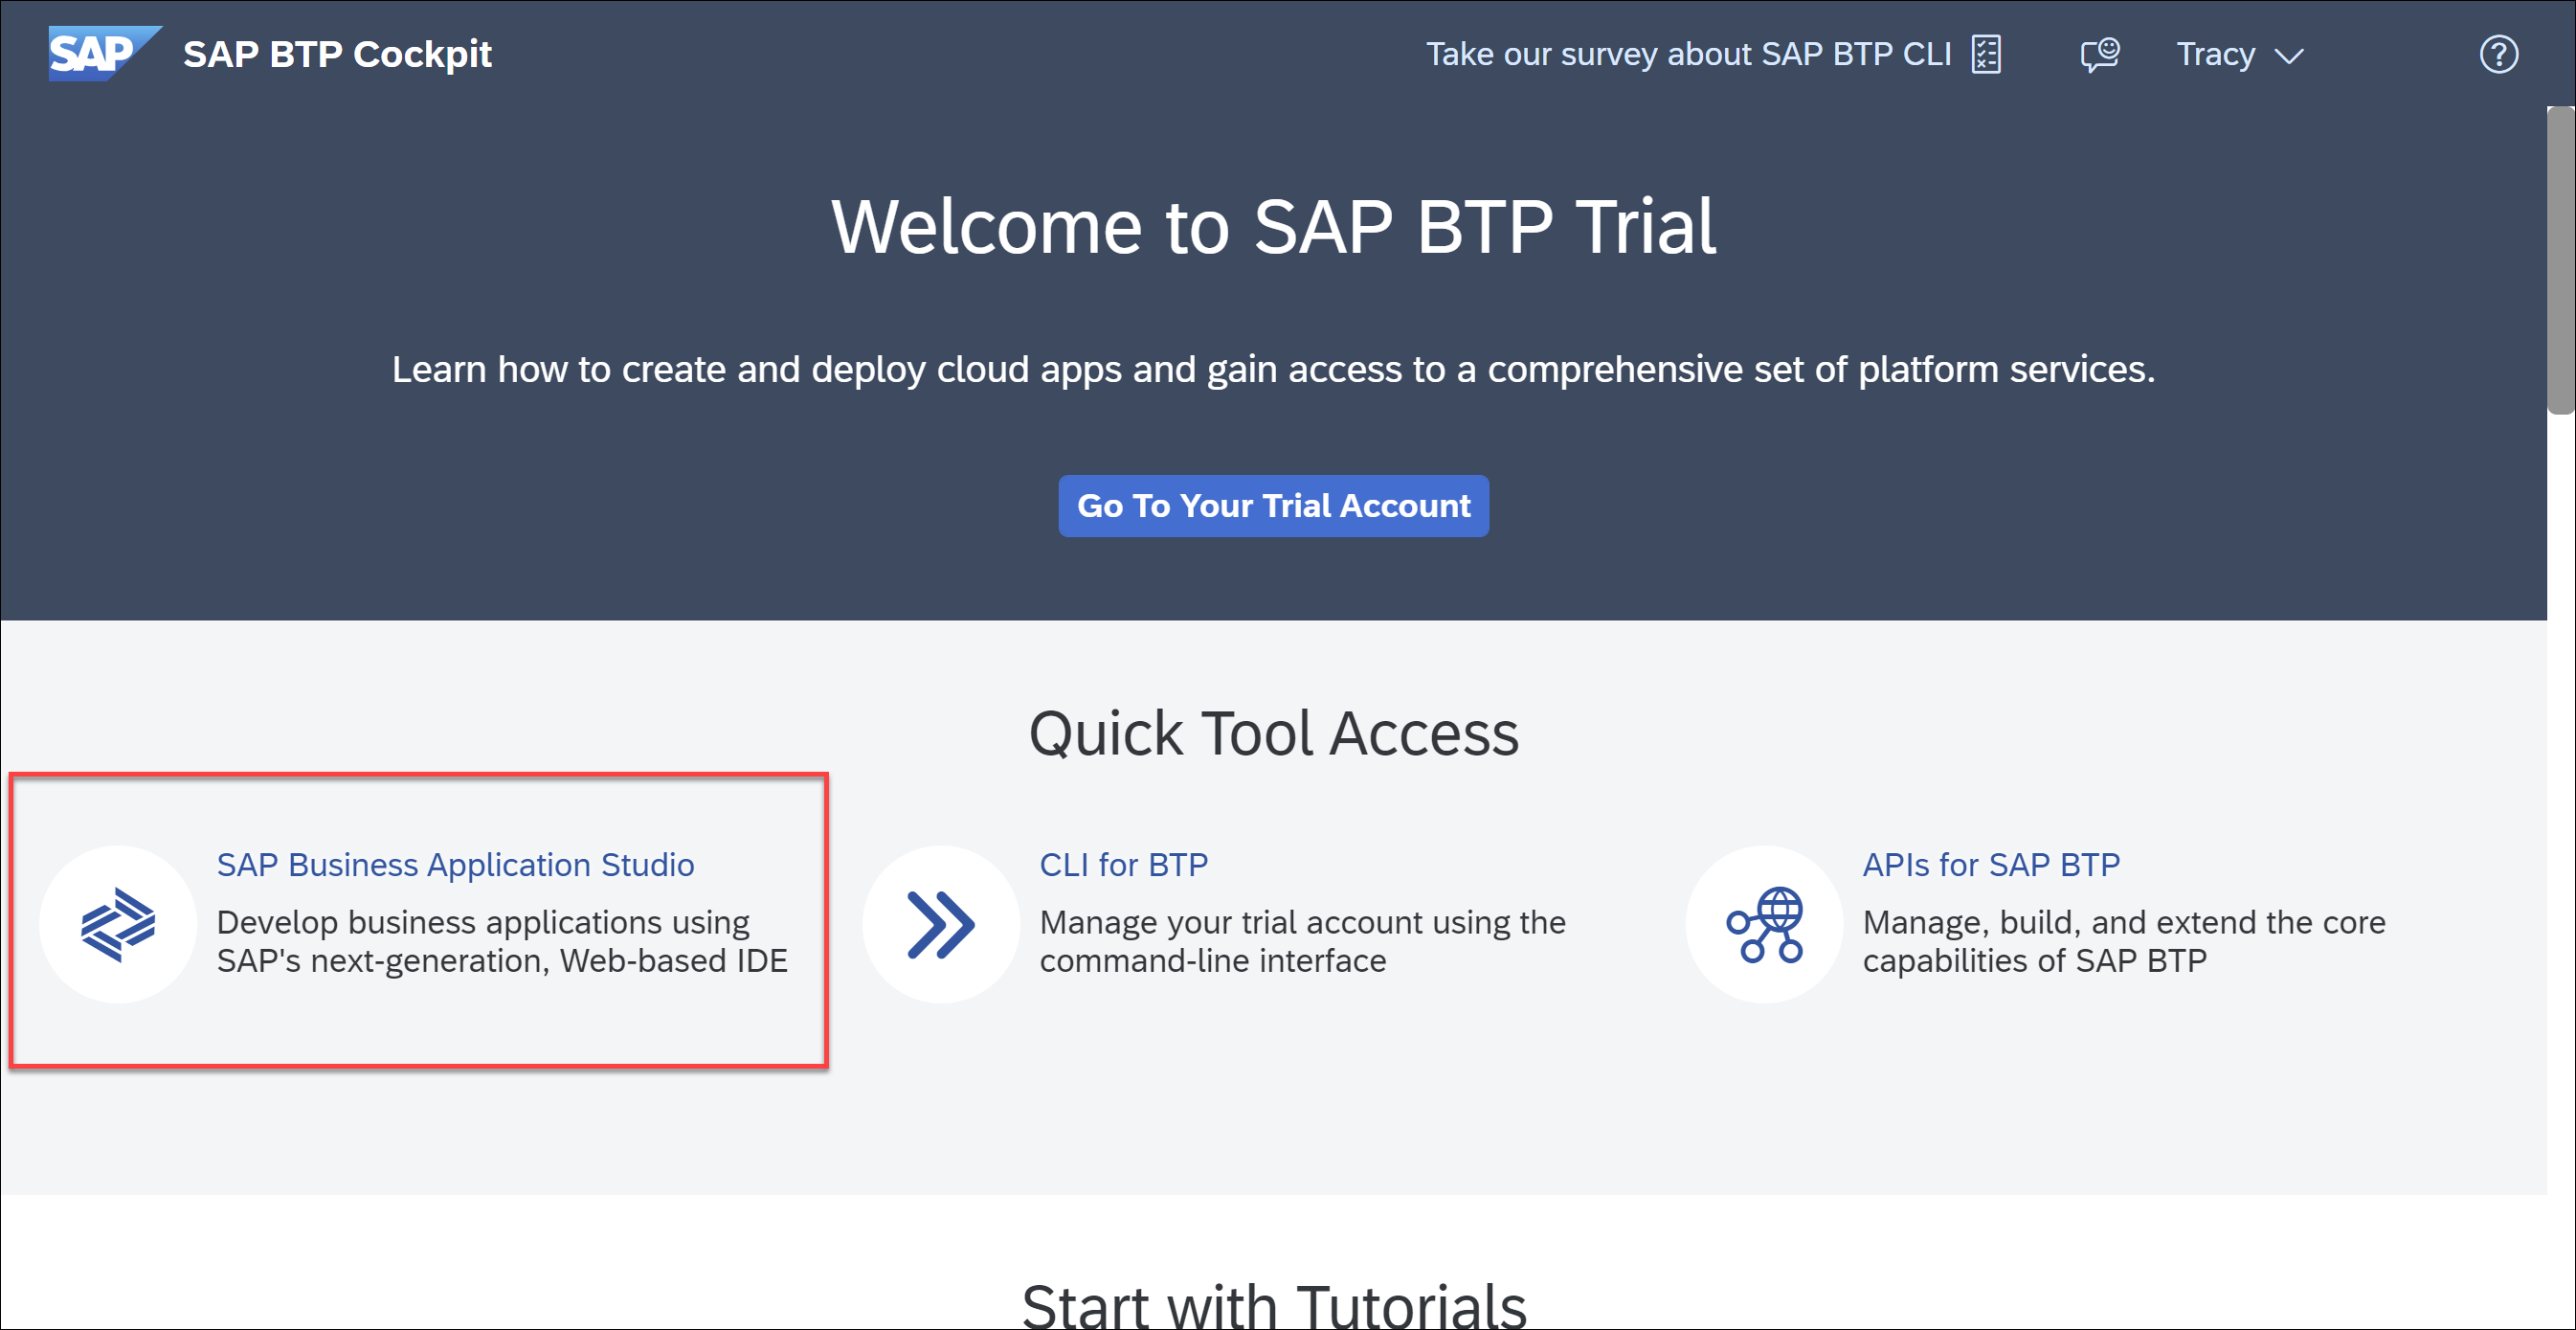 SAP SAP BTP Cockpit
Take our survey about SAP BTP CLI
Tracy
?
Welcome to SAP BTP Trial
Learn how to create and deploy cloud apps and gain access to a comprehensive set of platform services.
Go To Your Trial Account
Quick Tool Access
SAP Business Application Studio
Develop business applications using
SAP's next-generation, Web-based IDE
CLI for BTP
Manage your trial account using the
command-line interface
APIs for SAP BTP
Manage, build, and extend the core
capabilities of SAP BTP
Start with Tutorials